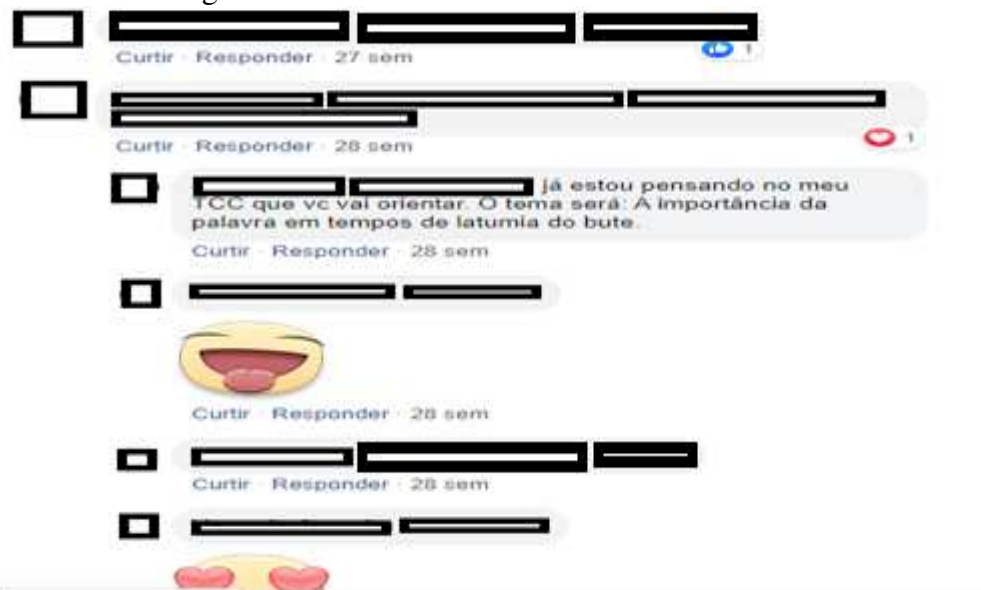 Curtir · Responder · 27 sem
1
Curtir · Responder · 28 sem
1
já estou pensando no meu
TCC que vc vai orientar. O tema será: A importância da
palavra em tempos de latumia do bute.
Curtir · Responder · 28 sem
Curtir · Responder · 28 sem
Curtir · Responder · 28 sem